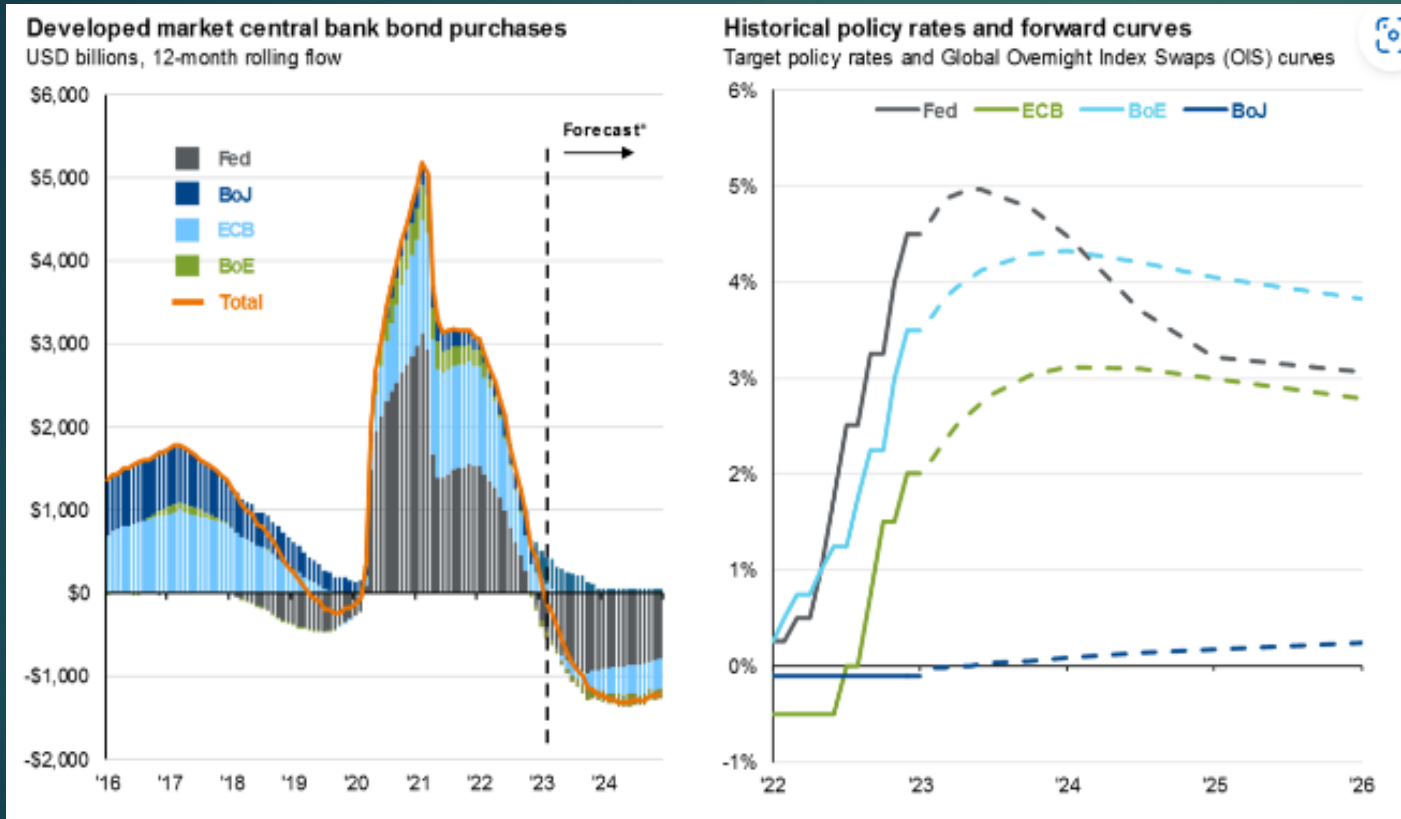 Developed market central bank bond purchases
USD billions, 12-month rolling flow
$6,000
$5,000
$4,000
$3,000
$2,000
$1,000
$0
-$1,000
-$2,000
Fed
BoJ
ECB
BoE
Total
Forecast*
'16 '17 '18 '19 '20 '21 '22 '23 '24
Historical policy rates and forward curves
Target policy rates and Global Overnight Index Swaps (OIS) curves
6%
5%
4%
3%
2%
1%
0%
-1%
Fed ECB BoE BoJ
'22 '23 '24 '25 '26